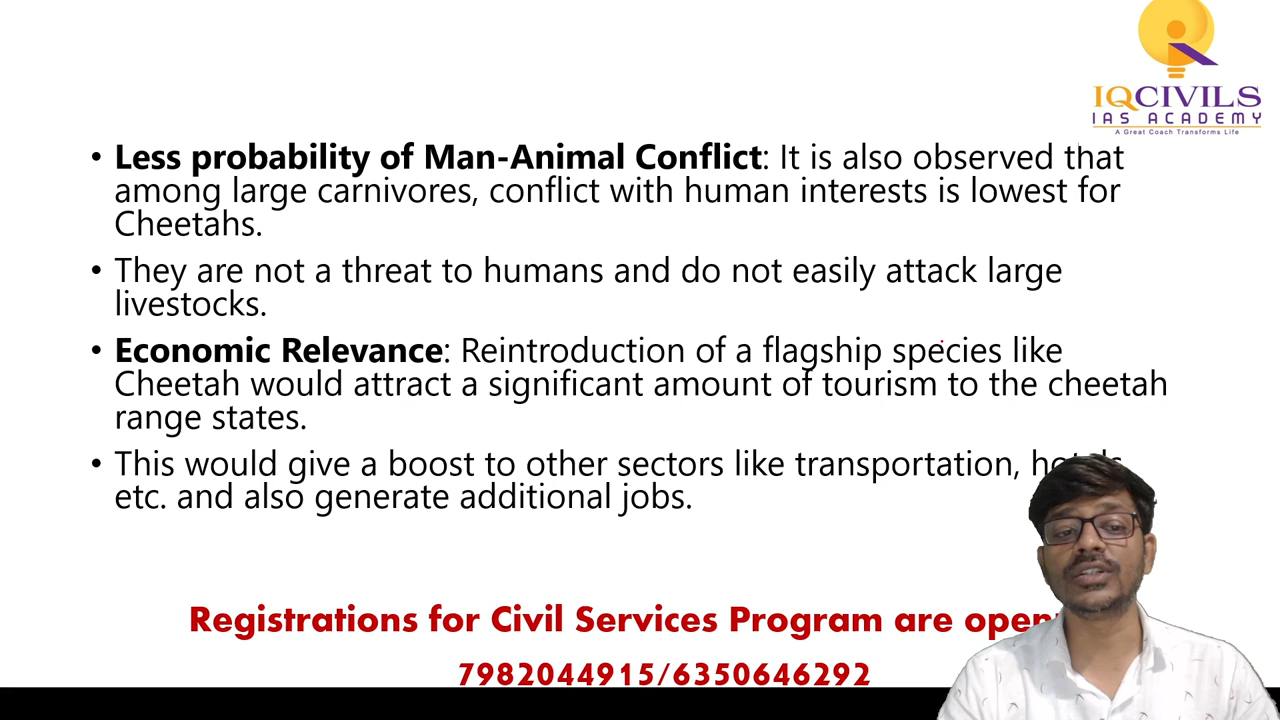 IQCIVILS
IAS ACADEMY
A Great Coach Transforms Life
• Less probability of Man-Animal Conflict: It is also observed that
among large carnivores, conflict with human interests is lowest for
Cheetahs.
• They are not a threat to humans and do not easily attack large
livestocks.
• Economic Relevance: Reintroduction of a flagship species like
Cheetah would attract a significant amount of tourism to the cheetah
range states.
• This would give a boost to other sectors like transportation, hotels
etc. and also generate additional jobs.
Registrations for Civil Services Program are open
7982044915/6350646292